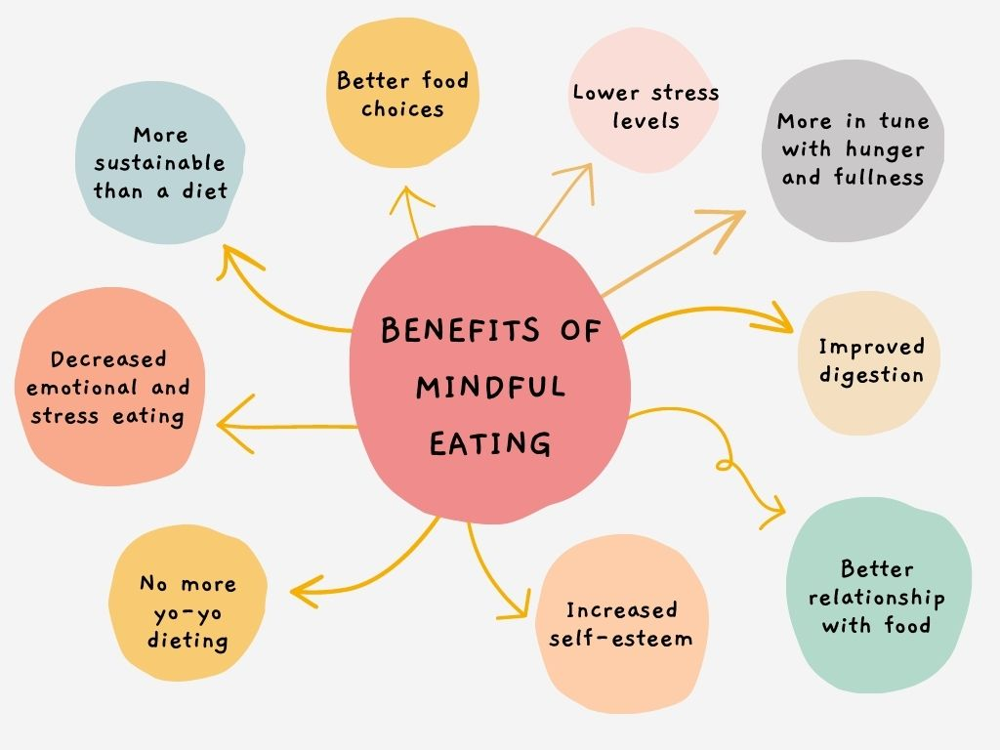 Better food
choices
Lower stress
levels
More in tune
with hunger
and fullness
More
sustainable
than a diet
BENEFITS OF
MINDFUL
EATING
Improved
digestion
Decreased
emotional and
stress eating
Better
relationship
with food
No more
yo-yo
dieting
Increased
self-esteem